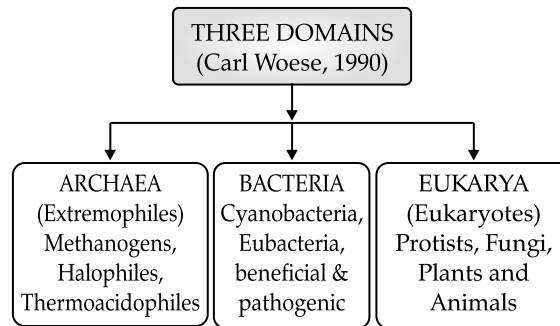 THREE DOMAINS
(Carl Woese, 1990)
ARCHAEA
(Extremophiles)
Methanogens,
Halophiles,
Thermoacidophiles
BACTERIA
Cyanobacteria,
Eubacteria,
beneficial &
pathogenic
EUKARYA
(Eukaryotes)
Protists, Fungi,
Plants and
Animals